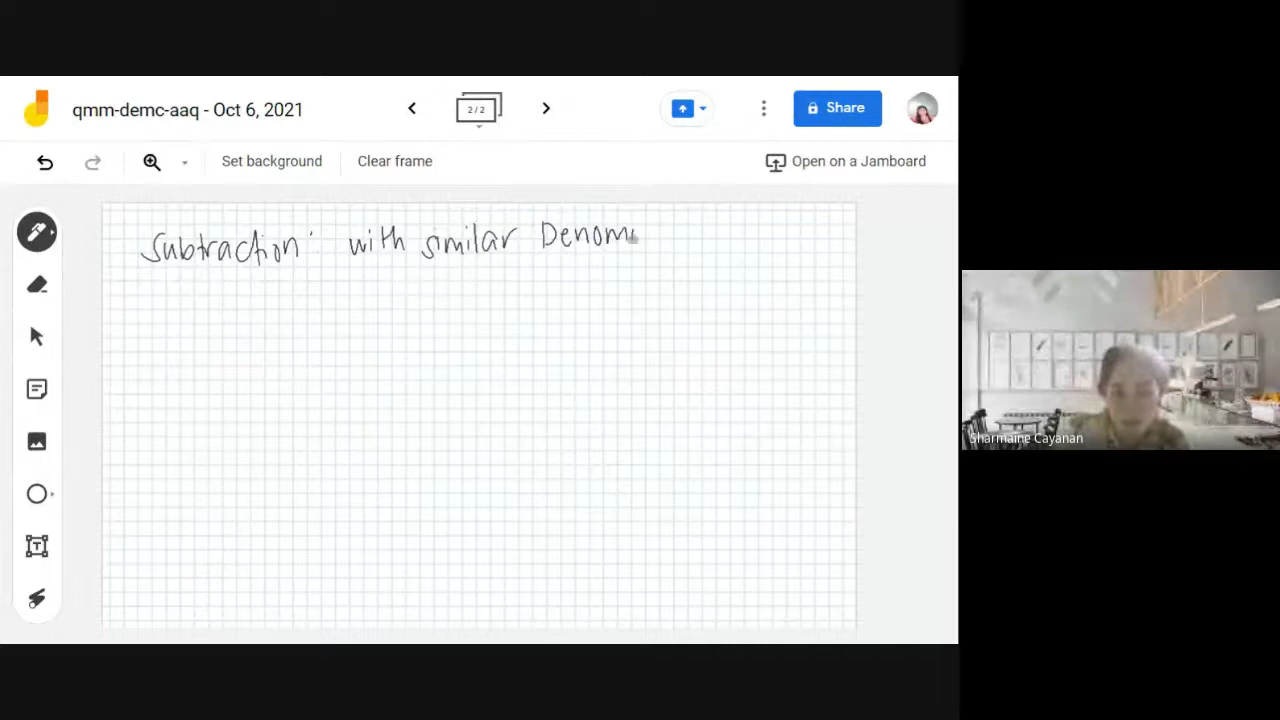 qmm-demc-aaq - Oct 6, 2021
2/2
Share
Set background
Clear frame
Open on a Jamboard
Subtraction: with similar Denomi
T
Sharmaine Cayanan